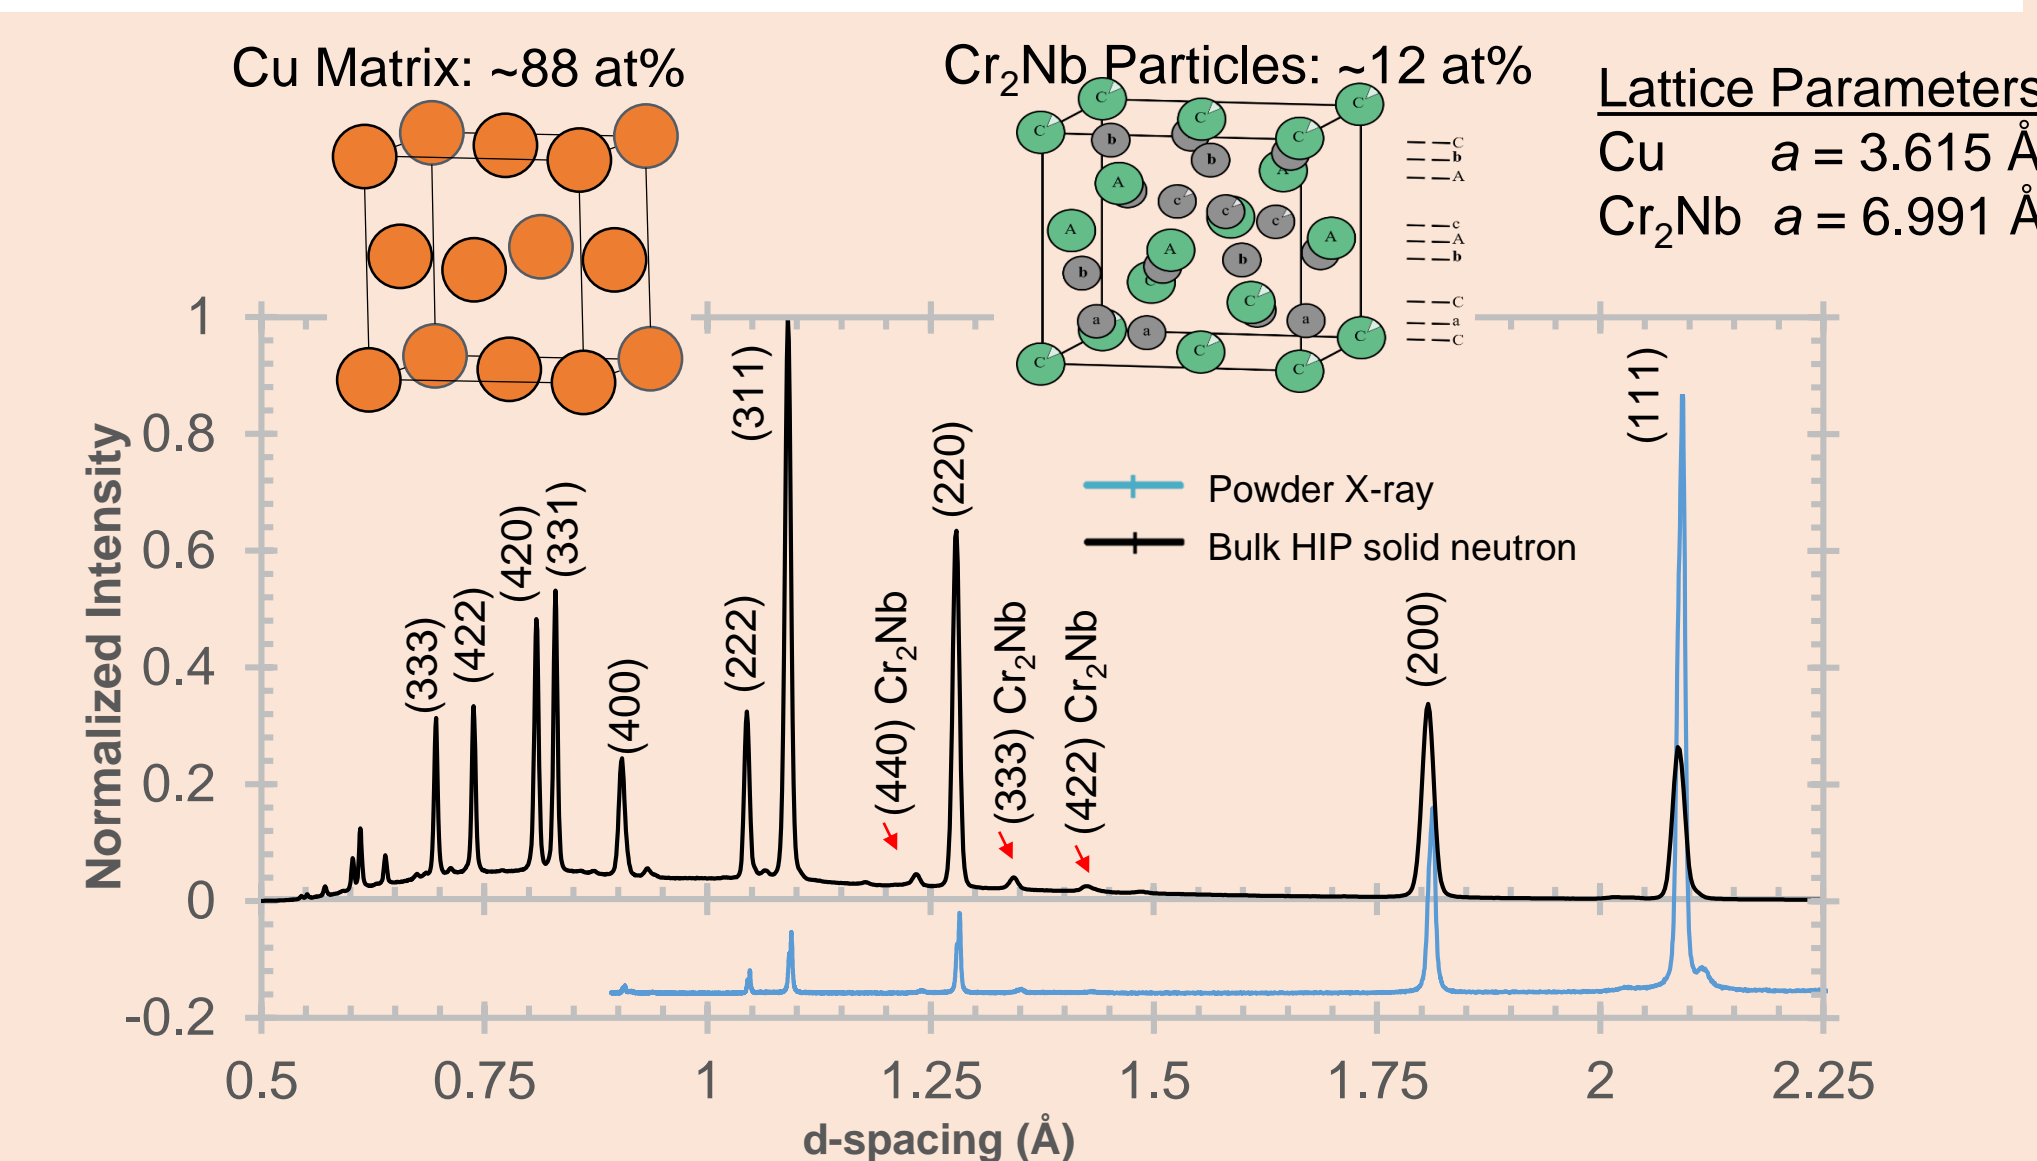 Cu Matrix: ~88 at%
Cr₂Nb Particles: ~12 at%
Lattice Parameters
Cu a = 3.615 Å
Cr₂Nb a = 6.991 Å
C
C
C
C
C
b
b
A
A
c
c
c
A
A
A
b
b
C
C
a
a
a
C
C
C
C
C
b
A
c
A
b
C
a
C
1
0.8
0.6
0.4
0.2
0
-0.2
Normalized Intensity
(333)
(422)
(420)
(331)
(400)
(222)
(311)
(440) Cr₂Nb
(220)
(333) Cr₂Nb
(422) Cr₂Nb
(200)
(111)
Powder X-ray
Bulk HIP solid neutron
0.5
0.75
1
1.25
1.5
1.75
2
2.25
d-spacing (Å)